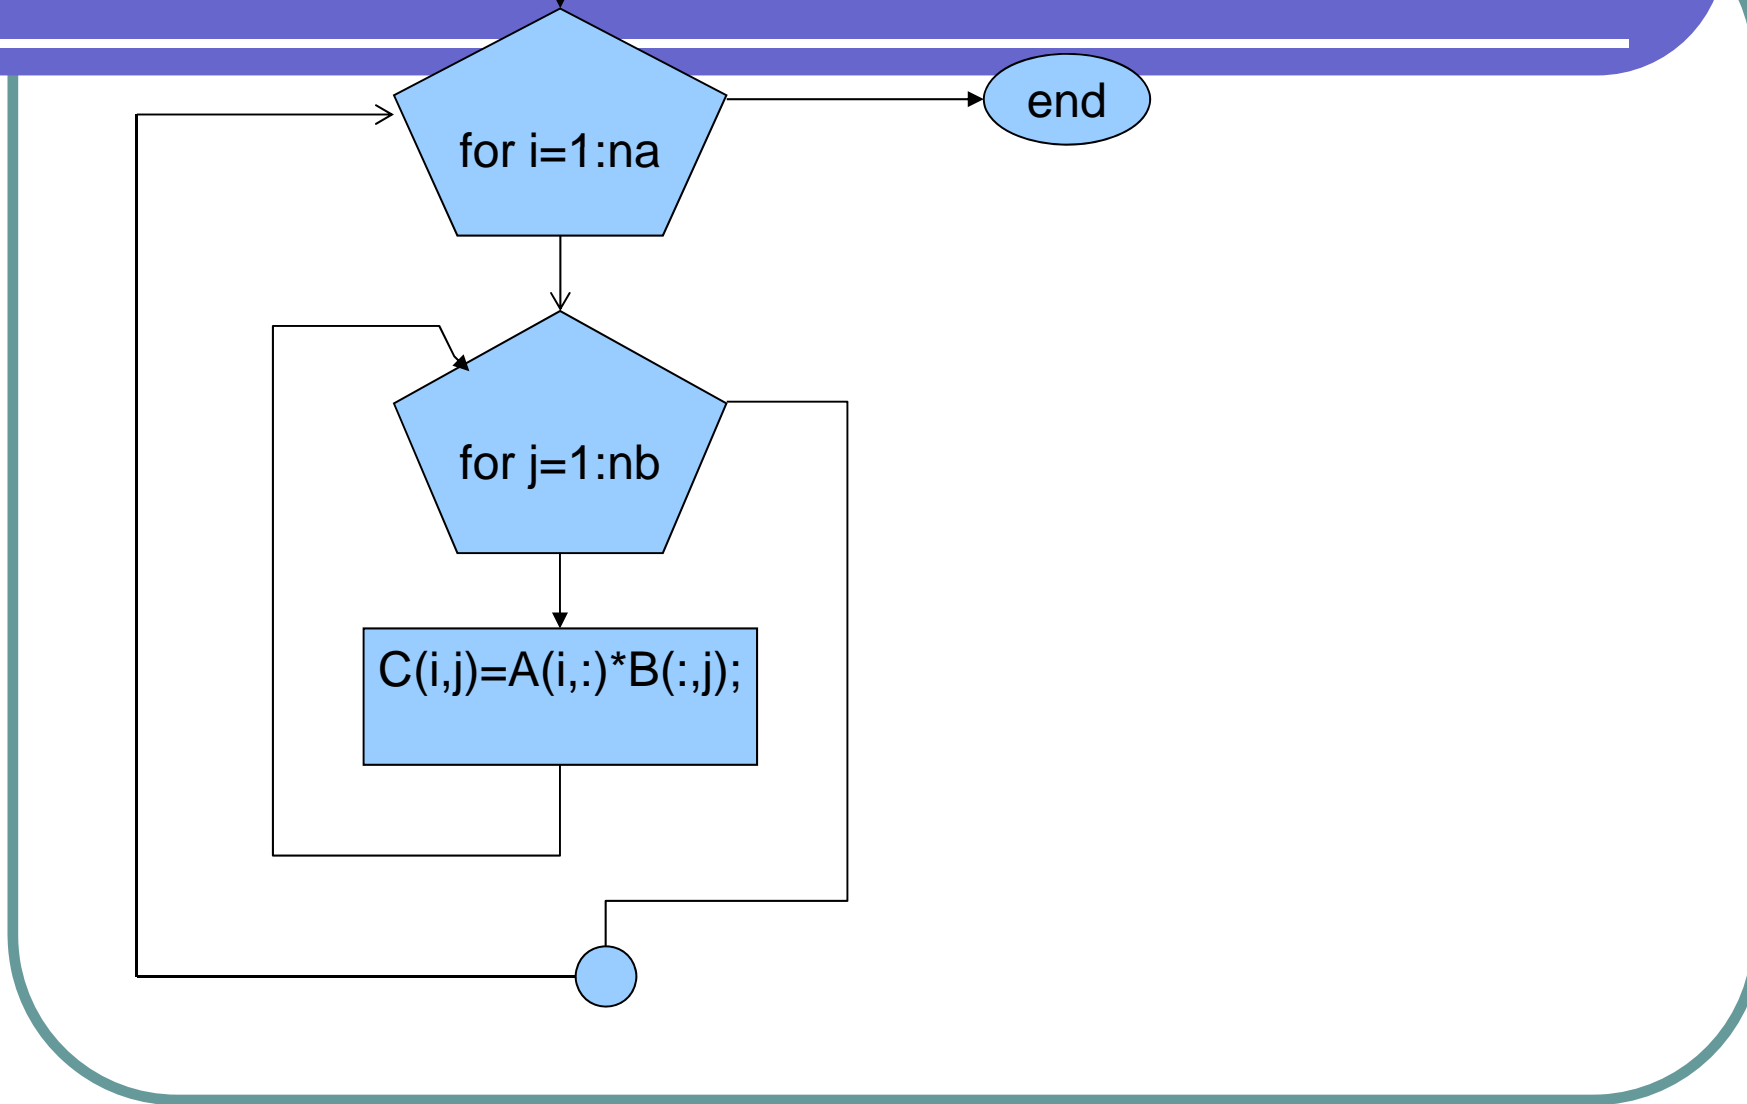 for i=1:na
end
for j=1:nb
C(i,j)=A(i,:)*B(:,j);